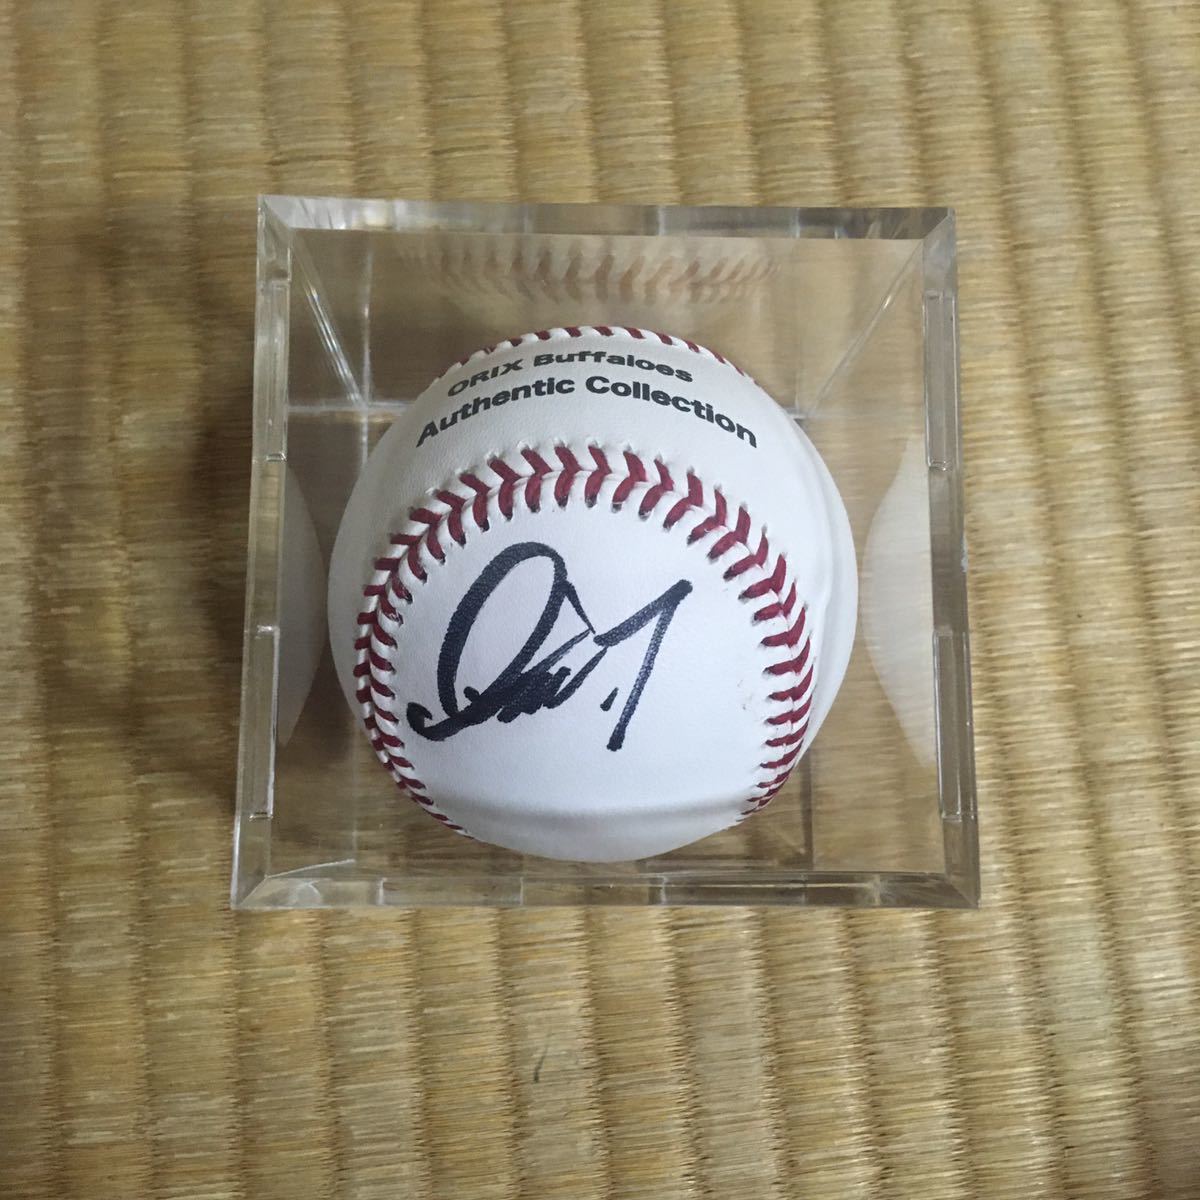 ORIX Buffaloes
Authentic Collection